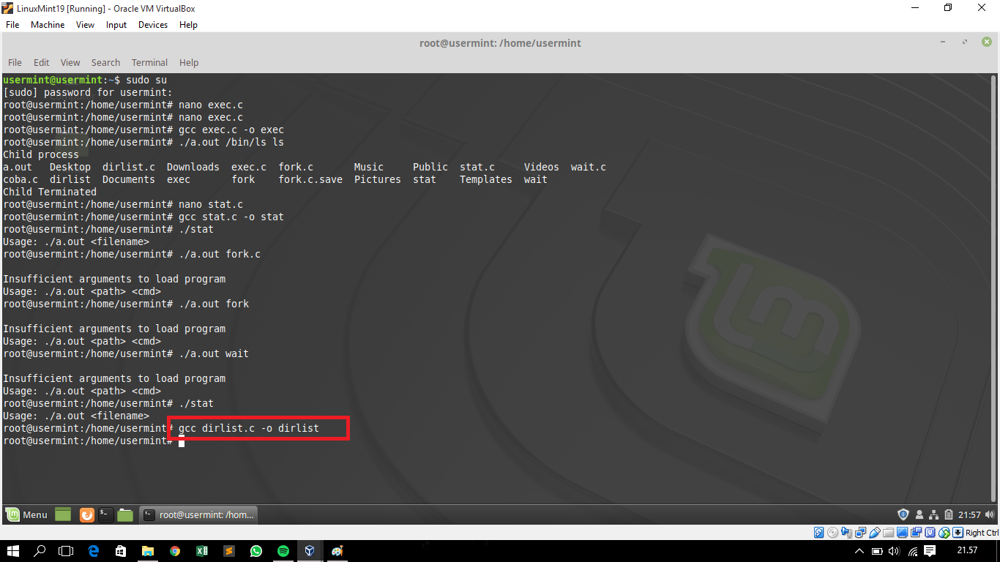 LinuxMint19 [Running] - Oracle VM VirtualBox
File Machine View Input Devices Help
root@usermint: /home/usermint
File Edit View Search Terminal Help
usermint@usermint:~$ sudo su
[sudo] password for usermint:
root@usermint:/home/usermint# nano exec.c
root@usermint:/home/usermint# nano exec.c
root@usermint:/home/usermint# gcc exec.c -o exec
root@usermint:/home/usermint# ./a.out /bin/ls ls
Child process
a.out Desktop dirlist.c Downloads exec.c fork.c Music Public stat.c Videos wait.c
coba.c dirlist Documents exec fork fork.c.save Pictures stat Templates wait
Child Terminated
root@usermint:/home/usermint# nano stat.c
root@usermint:/home/usermint# gcc stat.c -o stat
root@usermint:/home/usermint# ./stat
Usage: ./a.out <filename>
root@usermint:/home/usermint# ./a.out fork.c
Insufficient arguments to load program
Usage: ./a.out <path> <cmd>
root@usermint:/home/usermint# ./a.out fork
Insufficient arguments to load program
Usage: ./a.out <path> <cmd>
root@usermint:/home/usermint# ./a.out wait
Insufficient arguments to load program
Usage: ./a.out <path> <cmd>
root@usermint:/home/usermint# ./stat
Usage: ./a.out <filename>
root@usermint:/home/usermint# gcc dirlist.c -o dirlist
root@usermint:/home/usermint#
Menu root@usermint: /hom... 21:57
Right Ctrl
21.57